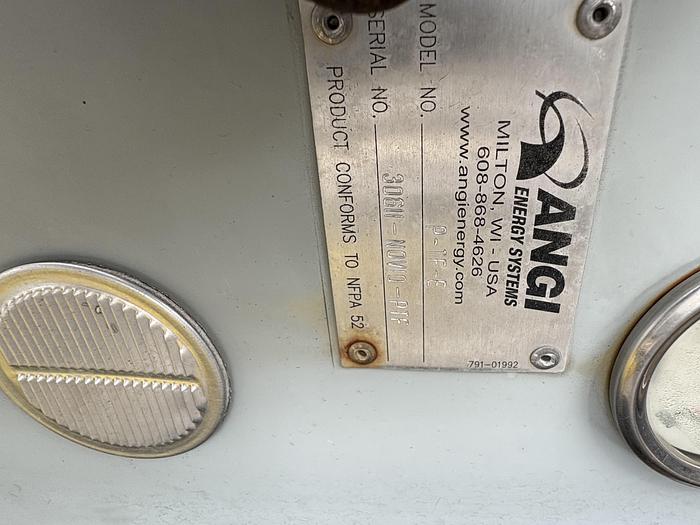 ANGI
ENERGY SYSTEMS
MILTON, WI - USA
608-868-4626
www.angienergy.com
MODEL NO.
SERIAL NO.
PRODUCT CONFORMS TO NFPA 52
791-01992